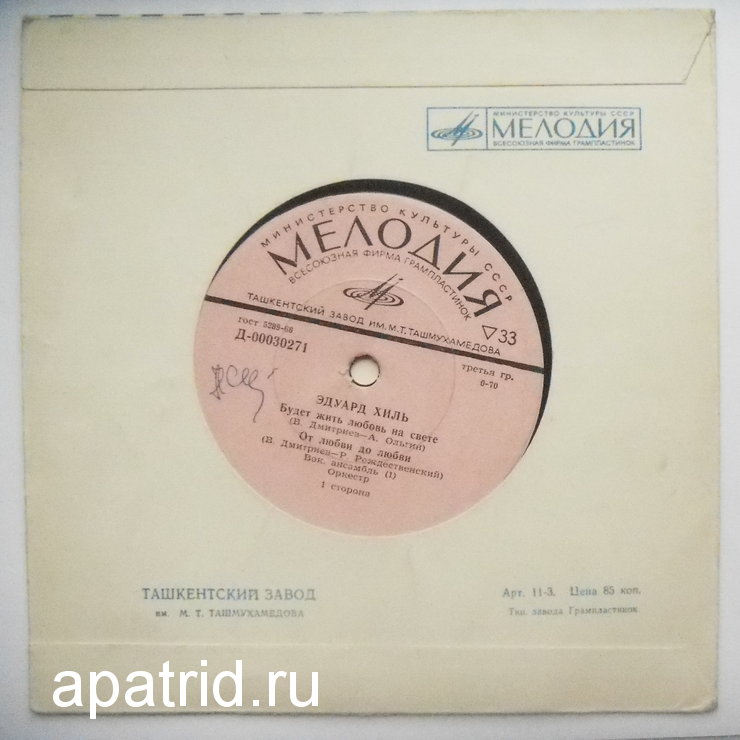 МИНИСТЕРСТВО КУЛЬТУРЫ СССР
МЕЛОДИЯ
ВСЕСОЮЗНАЯ ФИРМА ГРАМПЛАСТИНОК
МИНИСТЕРСТВО КУЛЬТУРЫ СССР
МЕЛОДИЯ
ВСЕСОЮЗНАЯ ФИРМА ГРАМПЛАСТИНОК
ТАШКЕНТСКИЙ ЗАВОД ИМ. М. Т. ТАШМУХАМЕДОВА
33
гост 5289-68
Д-00030271
третья гр.
0-70
ЭДУАРД ХИЛЬ
Будет жить любовь на свете
(В. Дмитриев—А. Ольгин)
От любви до любви
(В. Дмитриев—Р. Рождественский)
Вок. ансамбль (1)
Оркестр
1 сторона
ТАШКЕНТСКИЙ ЗАВОД
им. М. Т. ТАШМУХАМЕДОВА
Арт. 11-3. Цена 85 коп.
Тип. завода Грампластинок
apatrid.ru